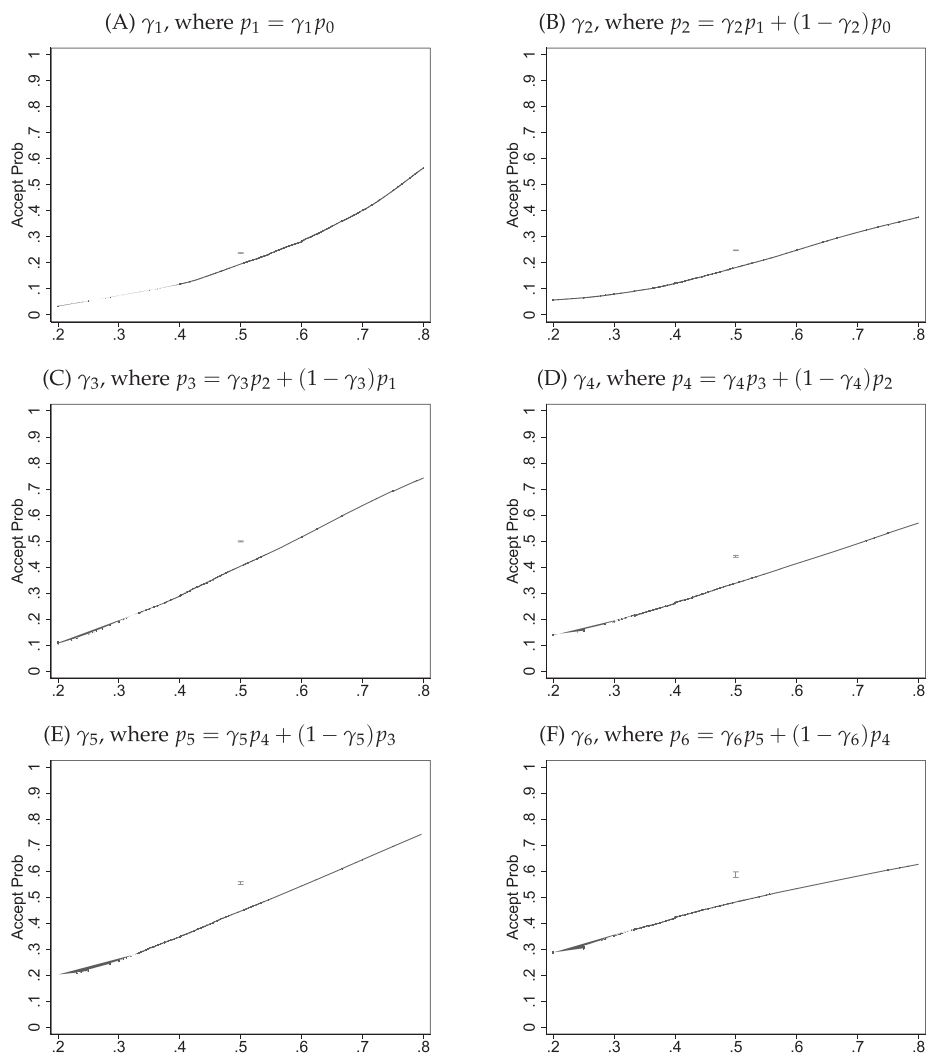 (A) γ₁, where p₁ = γ₁p₀
Accept Prob
0 .1 .2 .3 .4 .5 .6 .7 .8 .9 1
.2 .3 .4 .5 .6 .7 .8
(B) γ₂, where p₂ = γ₂p₁ + (1 − γ₂)p₀
Accept Prob
0 .1 .2 .3 .4 .5 .6 .7 .8 .9 1
.2 .3 .4 .5 .6 .7 .8
(C) γ₃, where p₃ = γ₃p₂ + (1 − γ₃)p₁
Accept Prob
0 .1 .2 .3 .4 .5 .6 .7 .8 .9 1
.2 .3 .4 .5 .6 .7 .8
(D) γ₄, where p₄ = γ₄p₃ + (1 − γ₄)p₂
Accept Prob
0 .1 .2 .3 .4 .5 .6 .7 .8 .9 1
.2 .3 .4 .5 .6 .7 .8
(E) γ₅, where p₅ = γ₅p₄ + (1 − γ₅)p₃
Accept Prob
0 .1 .2 .3 .4 .5 .6 .7 .8 .9 1
.2 .3 .4 .5 .6 .7 .8
(F) γ₆, where p₆ = γ₆p₅ + (1 − γ₆)p₄
Accept Prob
0 .1 .2 .3 .4 .5 .6 .7 .8 .9 1
.2 .3 .4 .5 .6 .7 .8